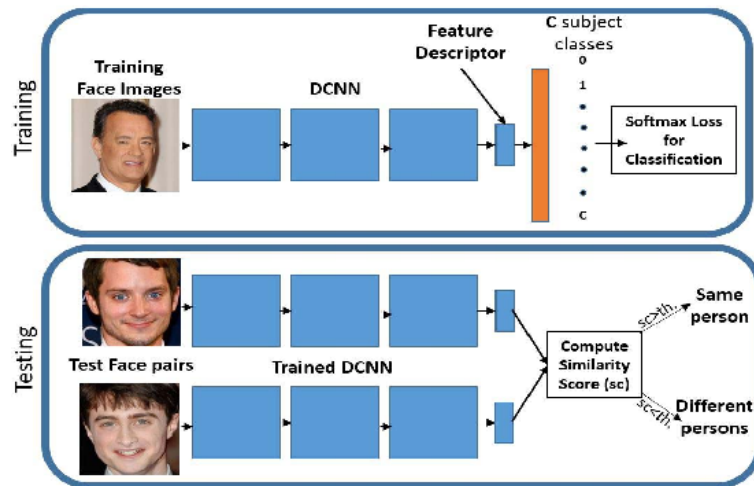 Training
Training
Face Images
DCNN
Feature
Descriptor
C subject
classes
0
1
C
Softmax Loss
for
Classification
Testing
Test Face pairs
Trained DCNN
Compute
Similarity
Score (sc)
sc>th.
Same
person
sc<th.
Different
persons